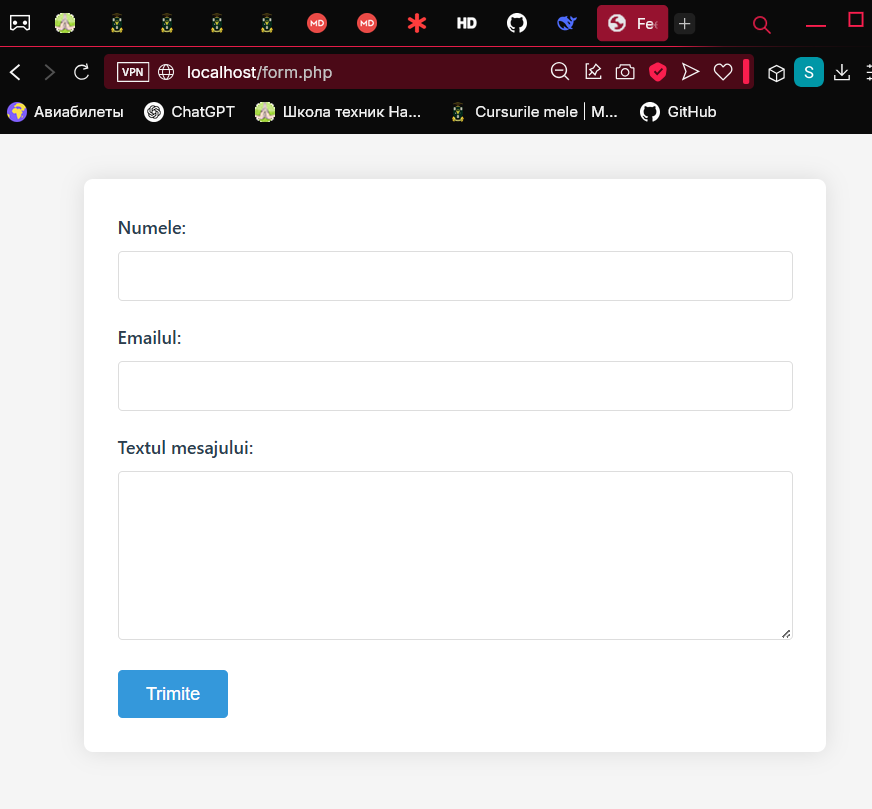 MD MD HD Fe
VPN localhost/form.php S
Авиабилеты ChatGPT Школа техник На... Cursurile mele | M... GitHub
Numele:
Emailul:
Textul mesajului:
Trimite